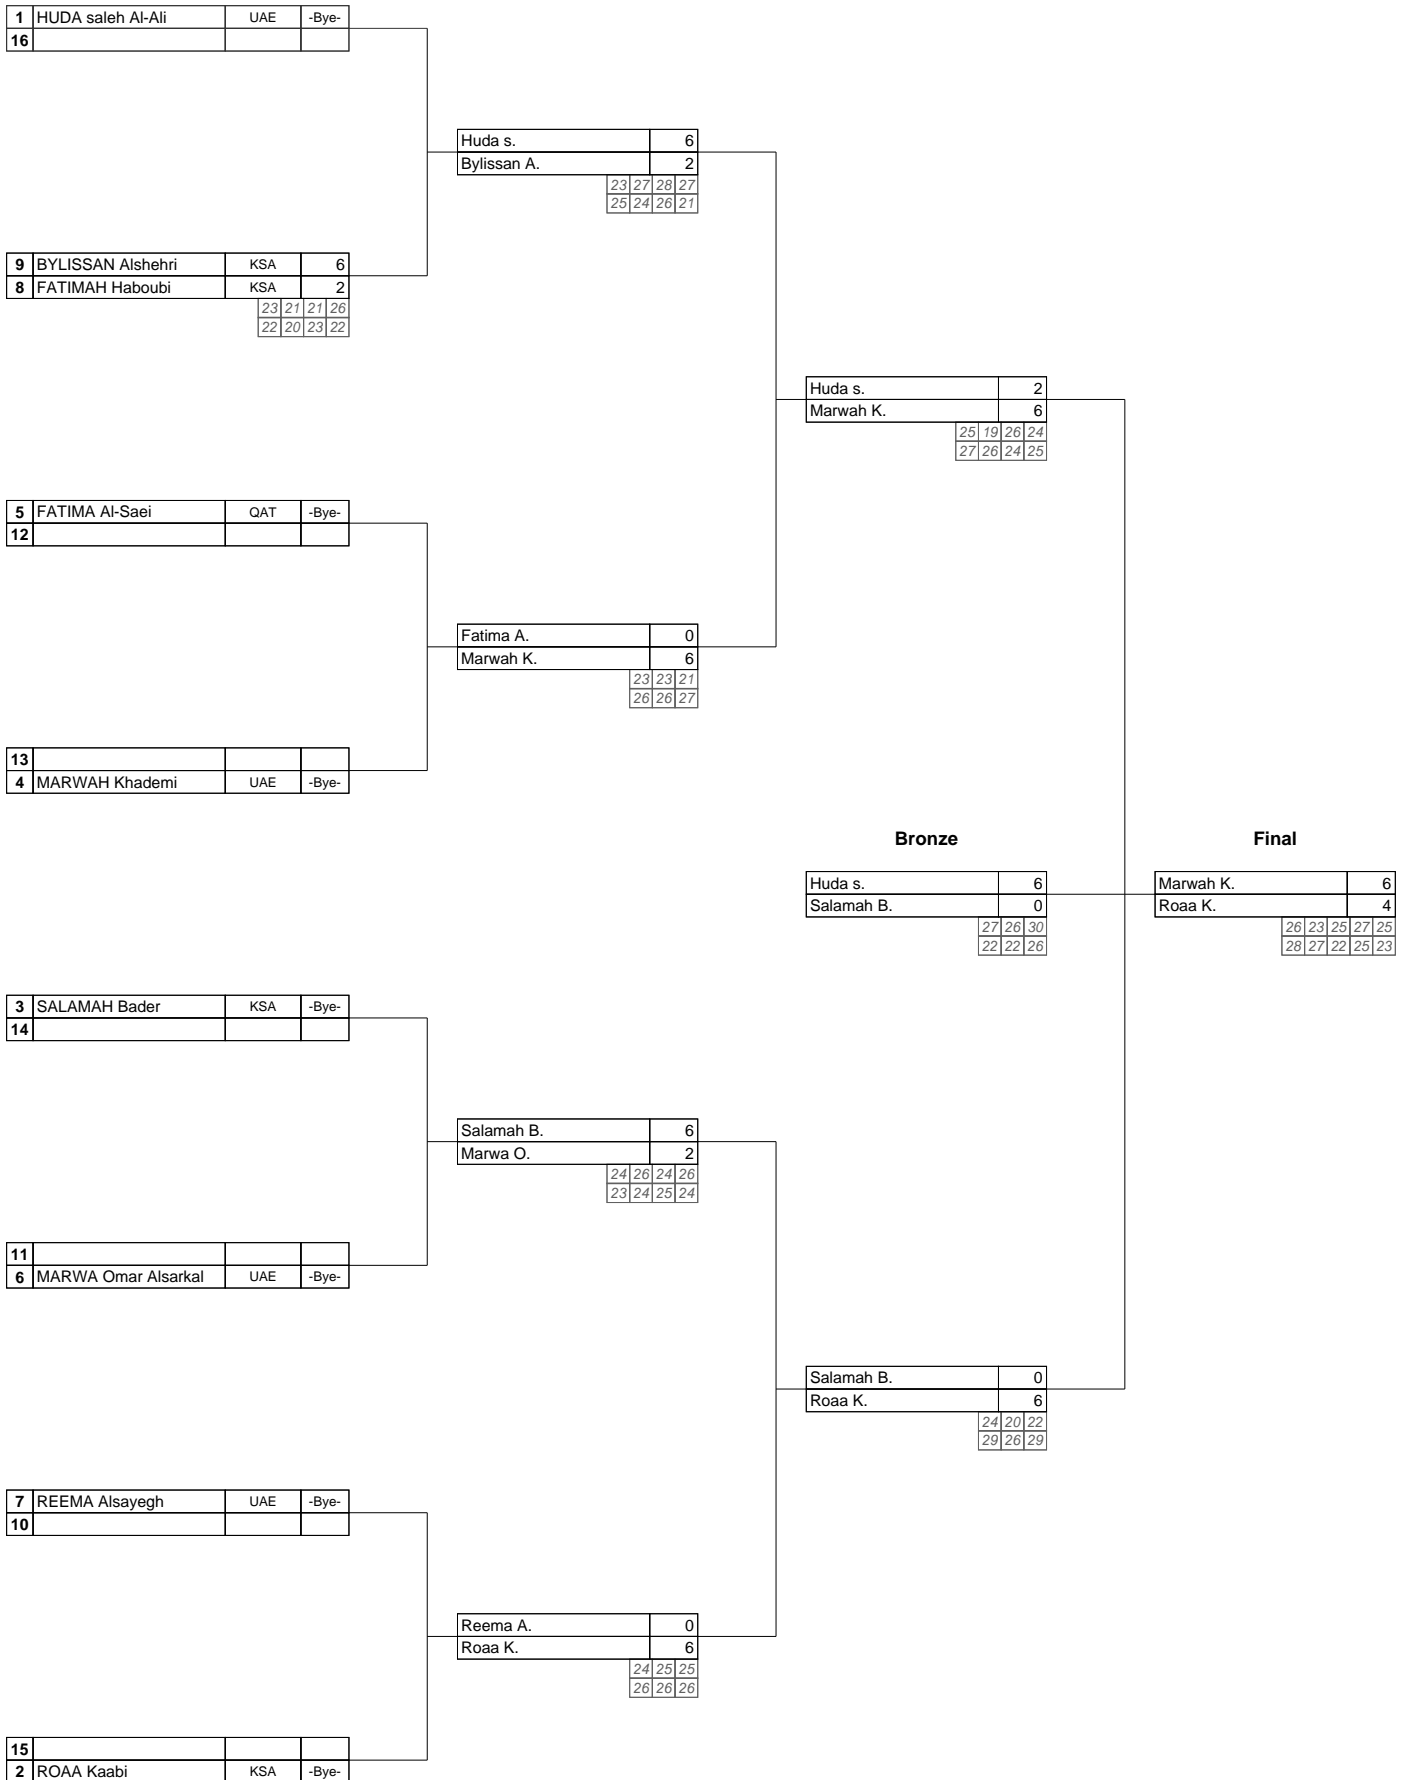 1 HUDA saleh Al-Ali UAE -Bye-
16
Huda s. 6
Bylissan A. 2
23 27 28 27
25 24 26 21
9 BYLISSAN Alshehri KSA 6
8 FATIMAH Haboubi KSA 2
23 21 21 26
22 20 23 22
Huda s. 2
Marwah K. 6
25 19 26 24
27 26 24 25
5 FATIMA Al-Saei QAT -Bye-
12
Fatima A. 0
Marwah K. 6
23 23 21
26 26 27
13
4 MARWAH Khademi UAE -Bye-
Bronze Final
Huda s. 6 Marwah K. 6
Salamah B. 0 Roaa K. 4
27 26 30 26 23 25 27 25
22 22 26 28 27 22 25 23
3 SALAMAH Bader KSA -Bye-
14
Salamah B. 6
Marwa O. 2
24 26 24 26
23 24 25 24
11
6 MARWA Omar Alsarkal UAE -Bye-
Salamah B. 0
Roaa K. 6
24 20 22
29 26 29
7 REEMA Alsayegh UAE -Bye-
10
Reema A. 0
Roaa K. 6
24 25 25
26 26 26
15
2 ROAA Kaabi KSA -Bye-